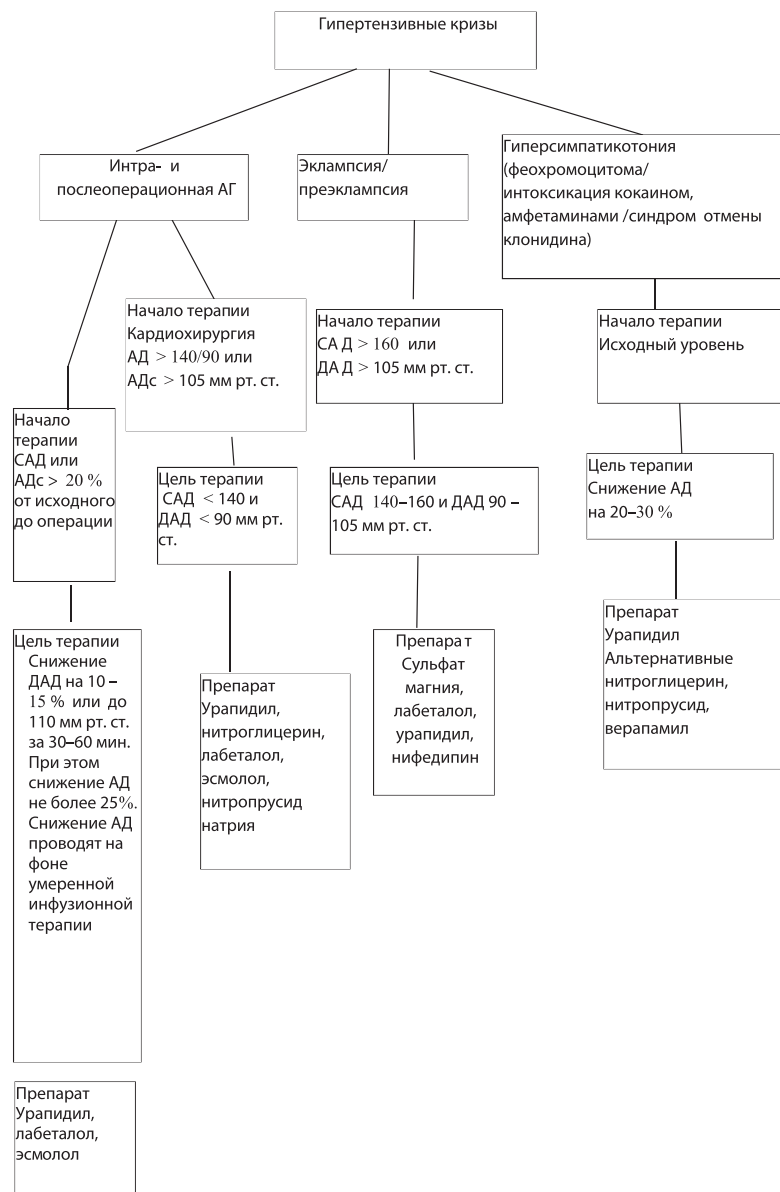 Гипертензивные кризы
Интра- и
послеоперационная АГ
Эклампсия/
преэклампсия
Гиперсимпатикотония
(феохромоцитома/
интоксикация кокаином,
амфетаминами /синдром отмены
клонидина)
Начало
терапии
САД или
АДс > 20 %
от исходного
до операции
Начало терапии
Кардиохирургия
АД > 140/90 или
АДс > 105 мм рт. ст.
Начало терапии
СА Д > 160 или
ДА Д > 105 мм рт. ст.
Начало терапии
Исходный уровень
Цель терапии
САД < 140 и
ДАД < 90 мм рт.
ст.
Цель терапии
САД 140–160 и ДАД 90 –
105 мм рт. ст.
Цель терапии
Снижение АД
на 20–30 %
Цель терапии
Снижение
ДАД на 10 –
15 % или до
110 мм рт. ст.
за 30–60 мин.
При этом
снижение АД
не более 25%.
Снижение АД
проводят на
фоне
умеренной
инфузионной
терапии
Препарат
Урапидил,
нитроглицерин,
лабеталол,
эсмолол,
нитропрусид
натрия
Препарат
Сульфат
магния,
лабеталол,
урапидил,
нифедипин
Препарат
Урапидил
Альтернативные
нитроглицерин,
нитропрусид,
верапамил
Препарат
Урапидил,
лабеталол,
эсмолол